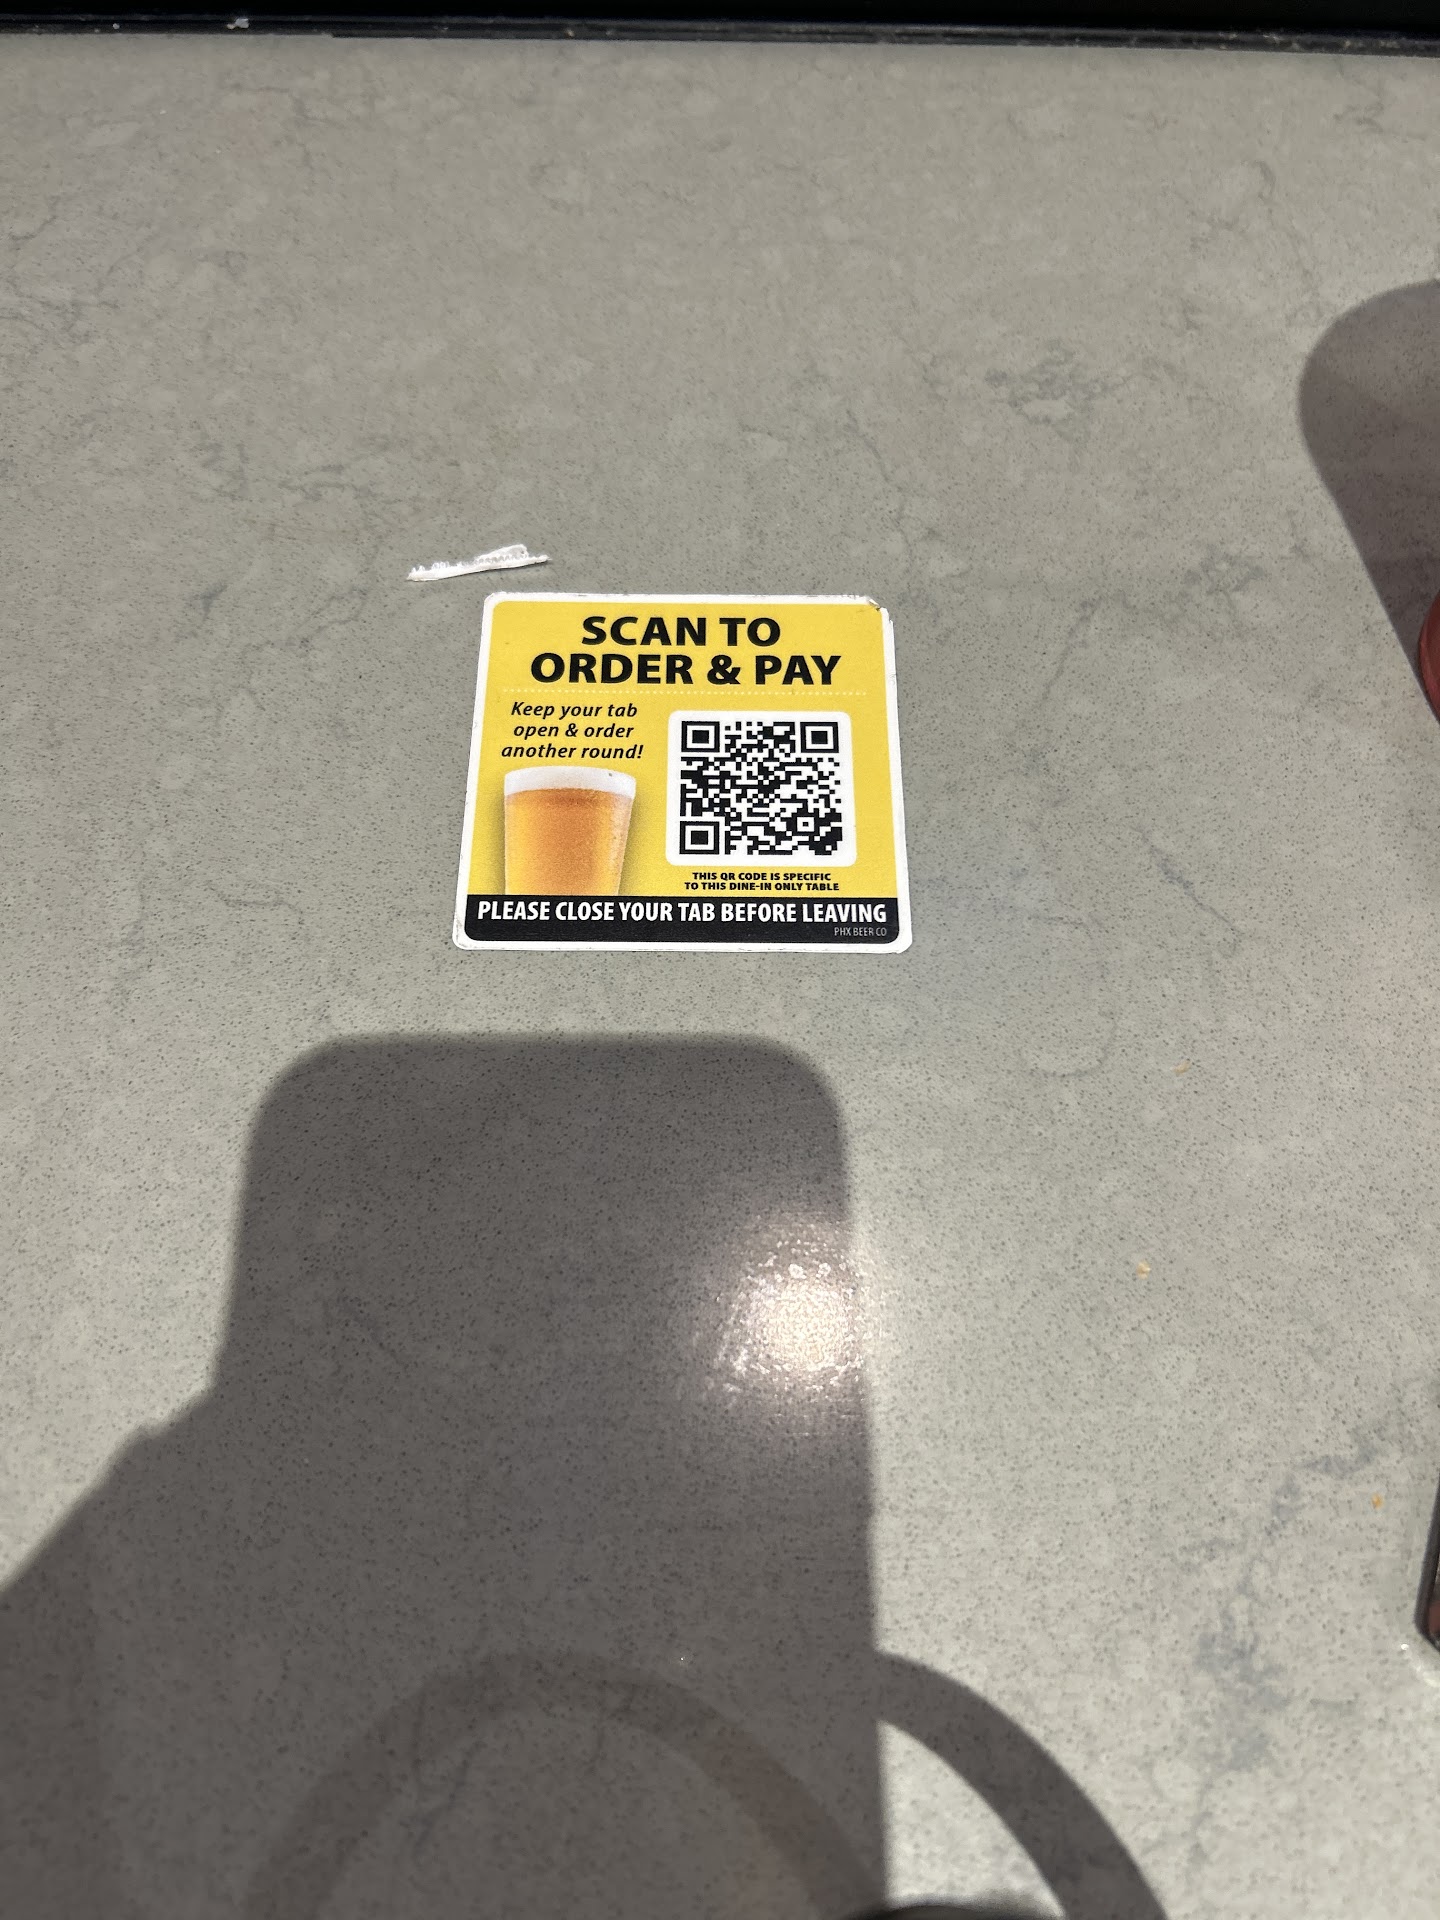 SCAN TO
ORDER & PAY
Keep your tab
open & order
another round!
THIS QR CODE IS SPECIFIC
TO THIS DINE-IN ONLY TABLE
PLEASE CLOSE YOUR TAB BEFORE LEAVING
PHX BEER CO